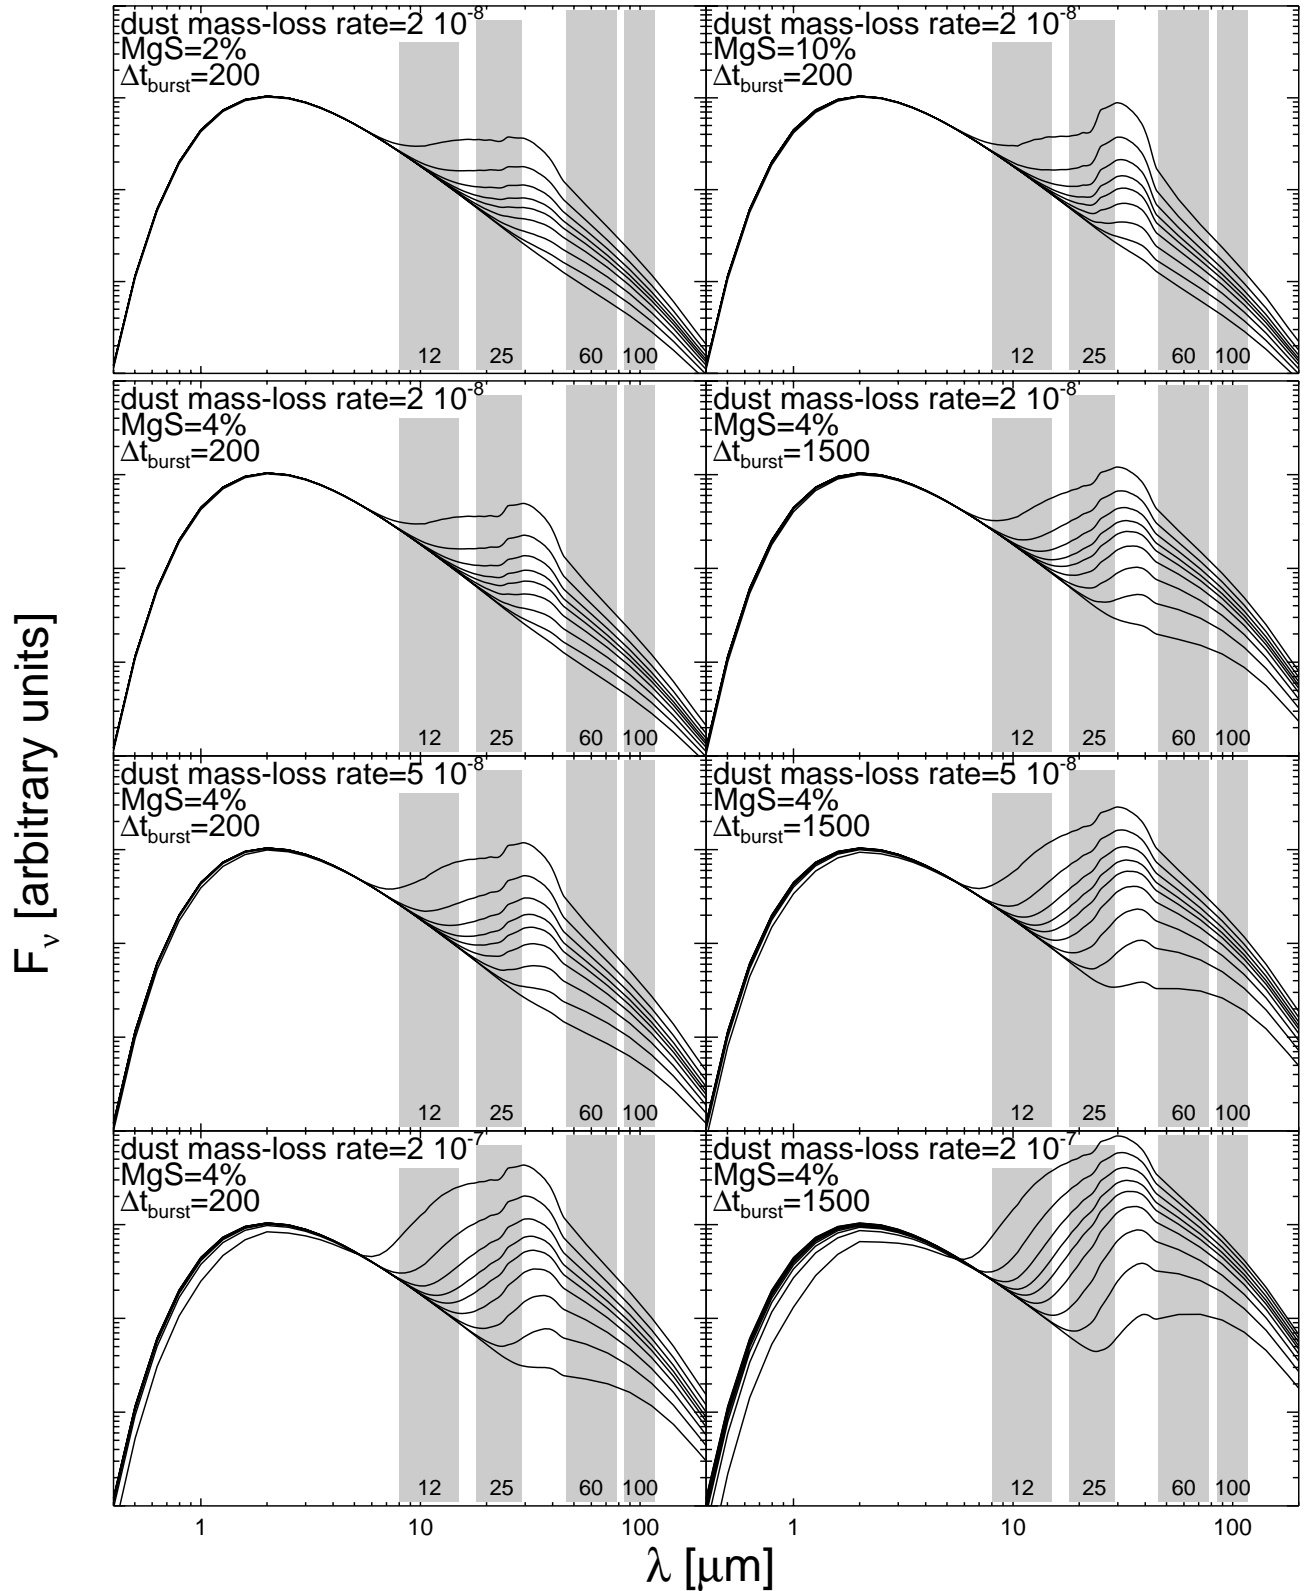 dust mass-loss rate=2 10⁻⁸
MgS=2%
Δt_burst=200
12 25 60 100
dust mass-loss rate=2 10⁻⁸
MgS=10%
Δt_burst=200
12 25 60 100
dust mass-loss rate=2 10⁻⁸
MgS=4%
Δt_burst=200
12 25 60 100
dust mass-loss rate=2 10⁻⁸
MgS=4%
Δt_burst=1500
12 25 60 100
dust mass-loss rate=5 10⁻⁸
MgS=4%
Δt_burst=200
12 25 60 100
dust mass-loss rate=5 10⁻⁸
MgS=4%
Δt_burst=1500
12 25 60 100
dust mass-loss rate=2 10⁻⁷
MgS=4%
Δt_burst=200
12 25 60 100
dust mass-loss rate=2 10⁻⁷
MgS=4%
Δt_burst=1500
12 25 60 100
1 10 100 1 10 100
λ [μm]
F_ν [arbitrary units]